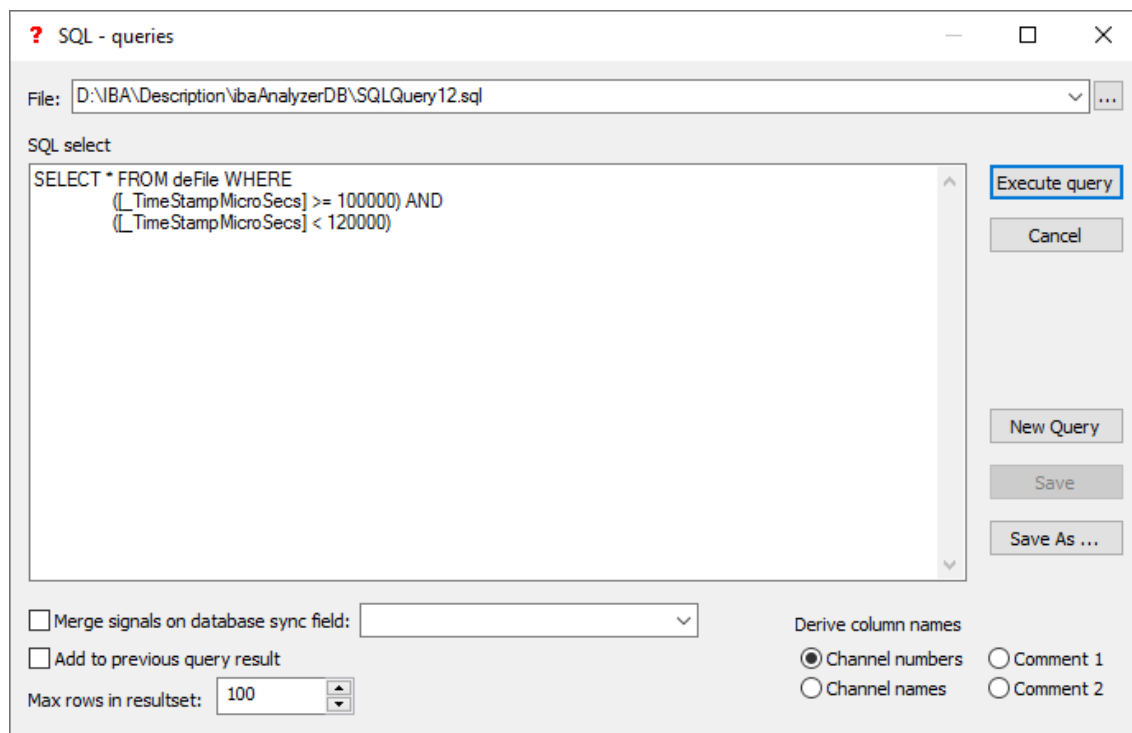 ? SQL - queries
File: D:\IBA\Description\ibaAnalyzerDB\SQLQuery12.sql ...
SQL select
SELECT * FROM deFile WHERE
([_TimeStampMicroSecs] >= 100000) AND
([_TimeStampMicroSecs] < 120000)
Execute query
Cancel
New Query
Save
Save As ...
Merge signals on database sync field:
Add to previous query result
Max rows in resultset: 100
Derive column names
Channel numbers Comment 1
Channel names Comment 2